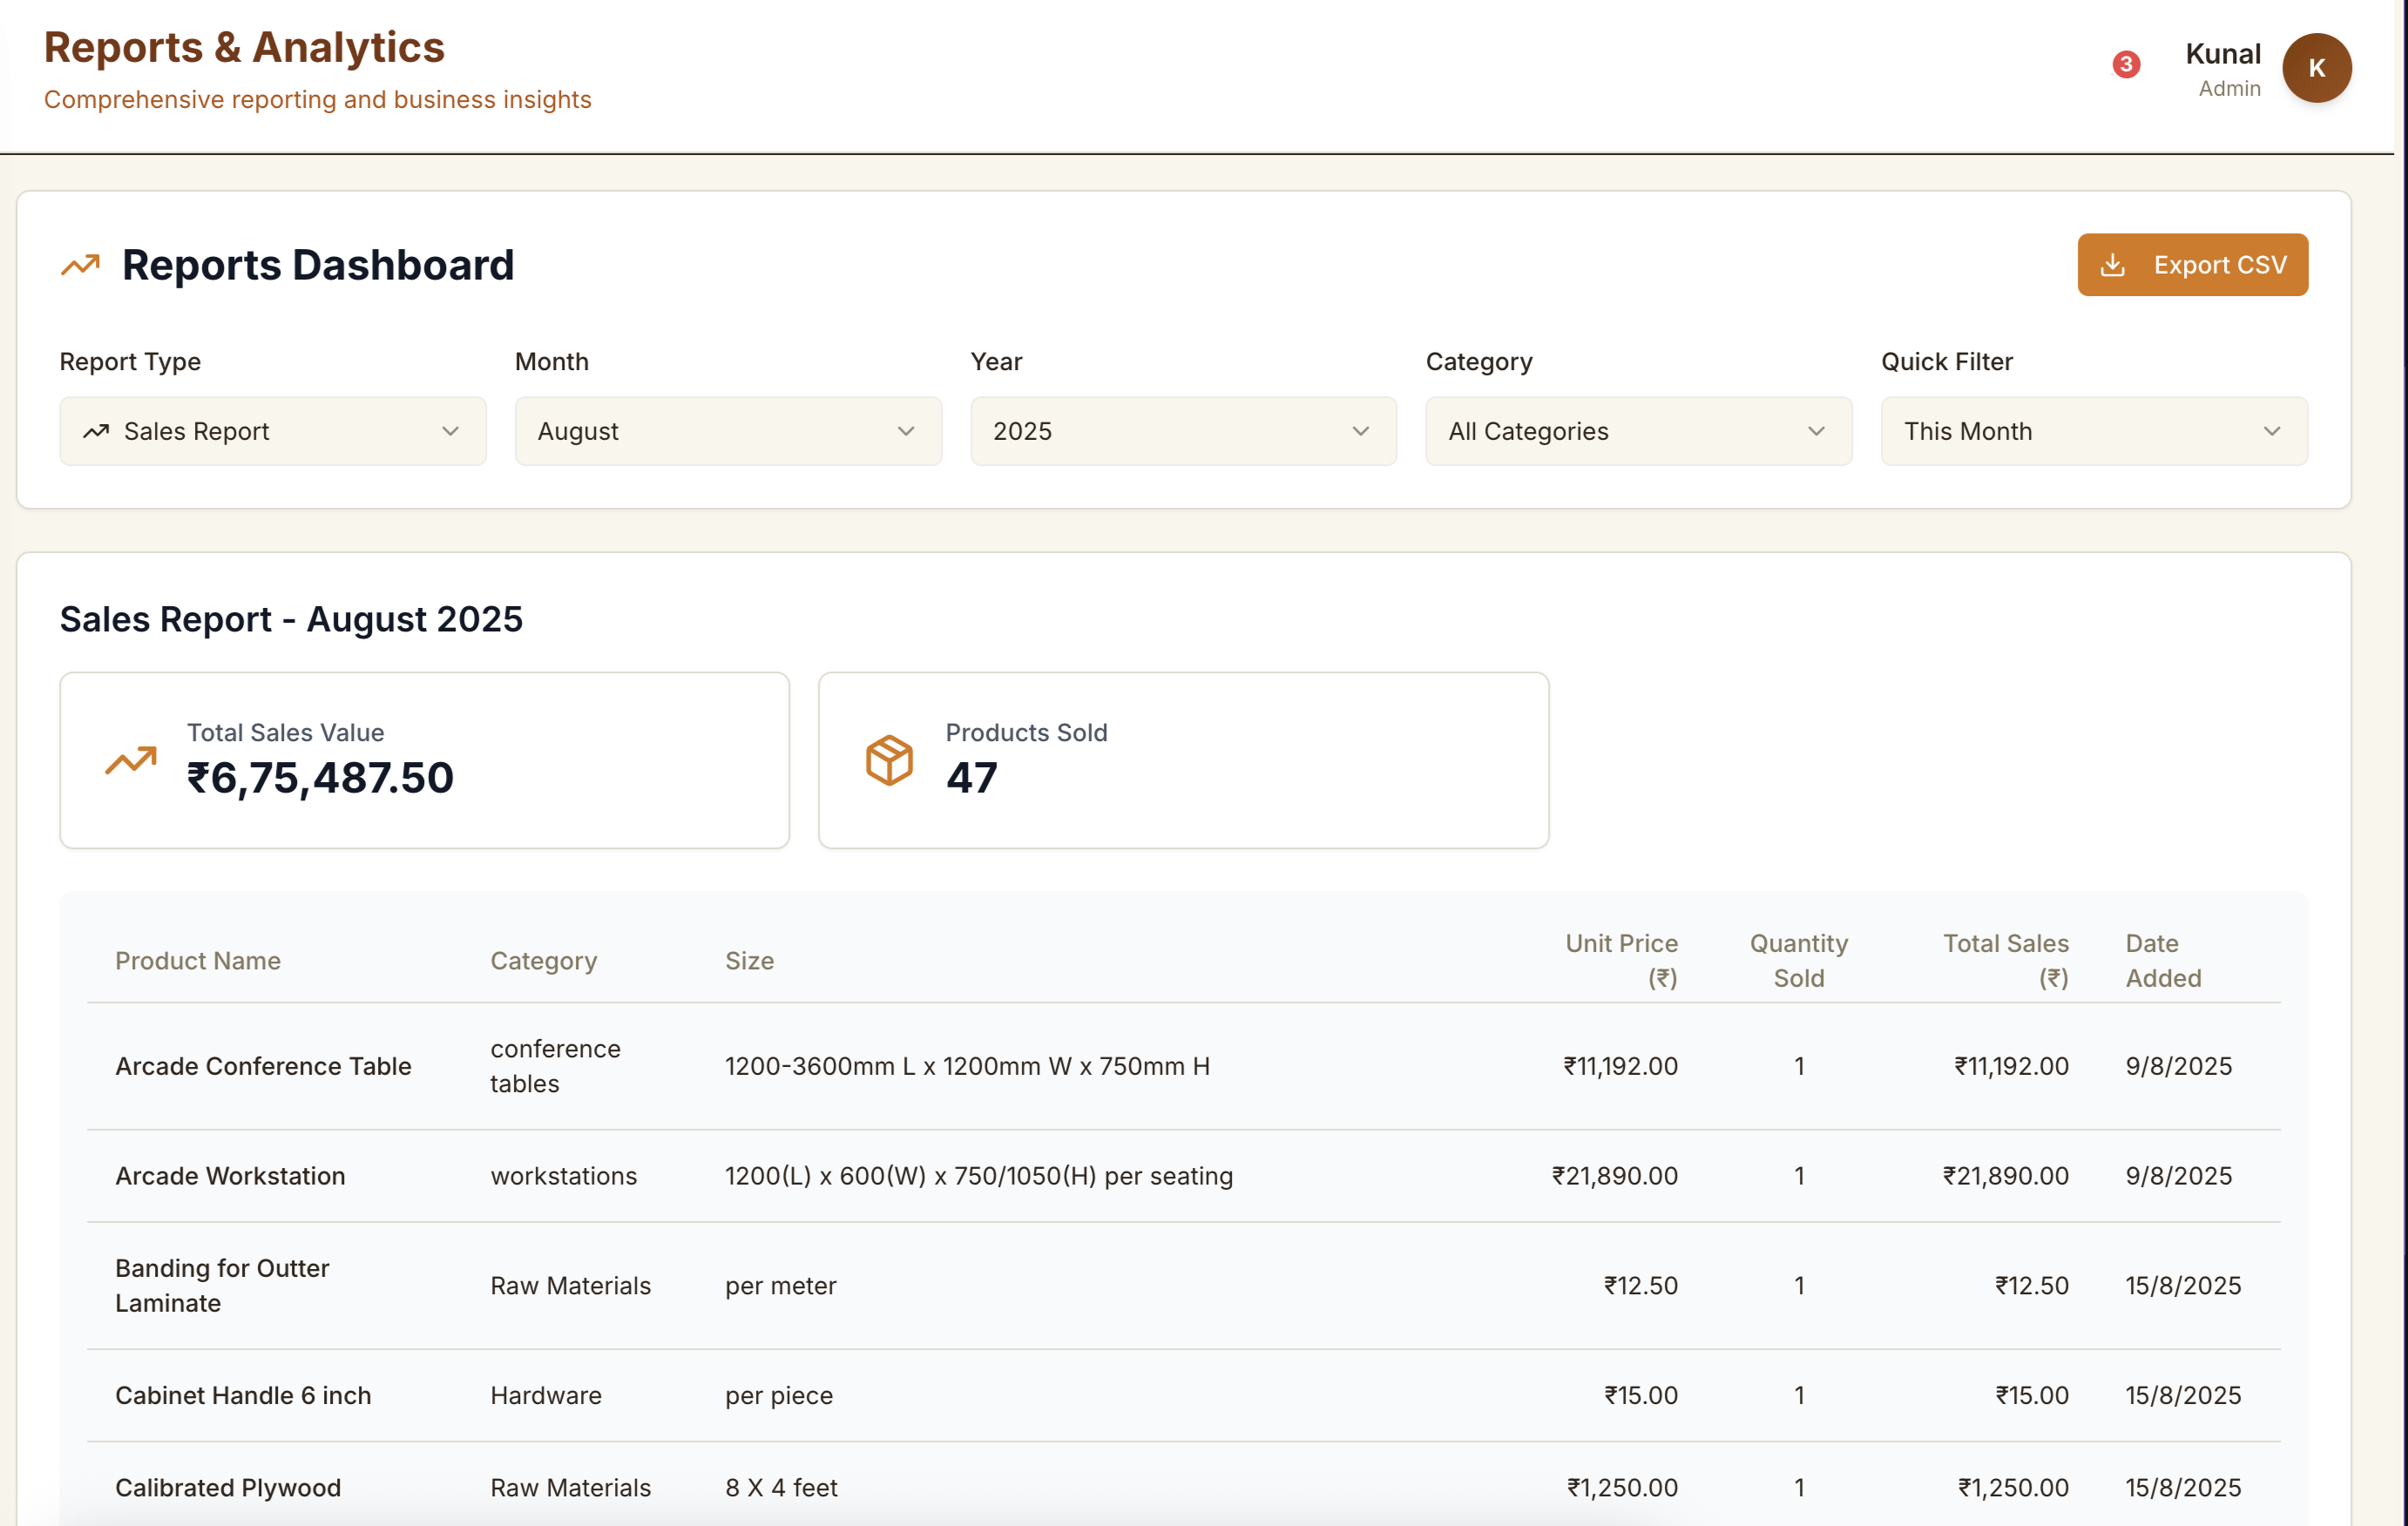 Reports & Analytics
Comprehensive reporting and business insights
3
Kunal
Admin
K
Reports Dashboard
Export CSV
Report Type
Month
Year
Category
Quick Filter
Sales Report
August
2025
All Categories
This Month
Sales Report - August 2025
Total Sales Value
₹6,75,487.50
Products Sold
47
Product Name
Category
Size
Unit Price
(₹)
Quantity
Sold
Total Sales
(₹)
Date
Added
Arcade Conference Table
conference
tables
1200-3600mm L x 1200mm W x 750mm H
₹11,192.00
1
₹11,192.00
9/8/2025
Arcade Workstation
workstations
1200(L) x 600(W) x 750/1050(H) per seating
₹21,890.00
1
₹21,890.00
9/8/2025
Banding for Outter
Laminate
Raw Materials
per meter
₹12.50
1
₹12.50
15/8/2025
Cabinet Handle 6 inch
Hardware
per piece
₹15.00
1
₹15.00
15/8/2025
Calibrated Plywood
Raw Materials
8 X 4 feet
₹1,250.00
1
₹1,250.00
15/8/2025